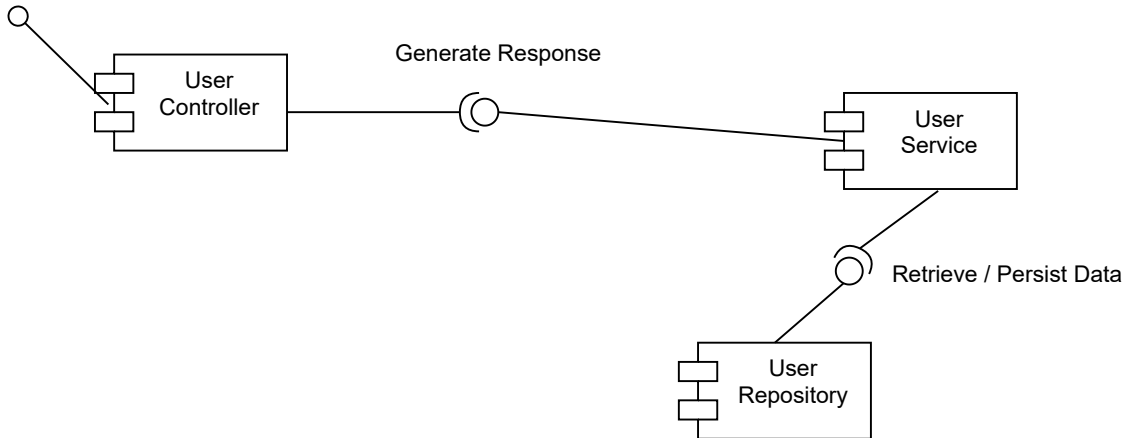 Generate Response
User
Controller
User
Service
Retrieve / Persist Data
User
Repository